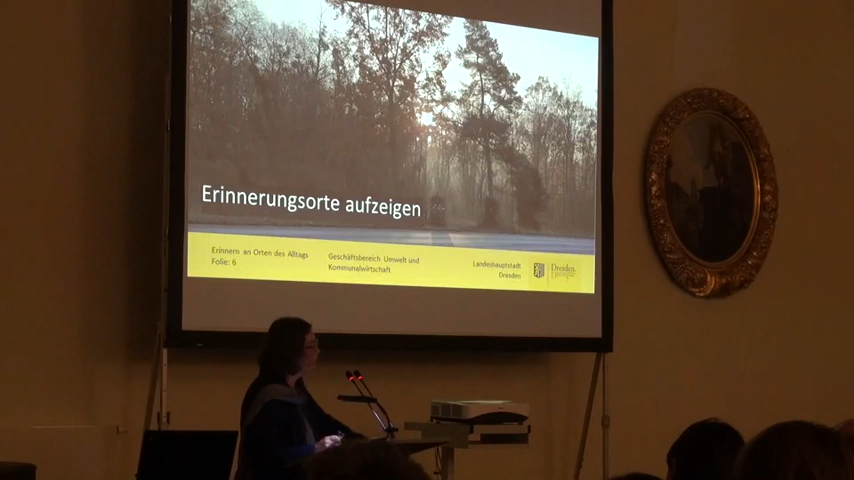 Erinnerungsorte aufzeigen
Erinnern an Orten des Alltags
Folie: 6
Geschäftsbereich Umwelt und
Kommunalwirtschaft
Landeshauptstadt
Dresden
Dresden.